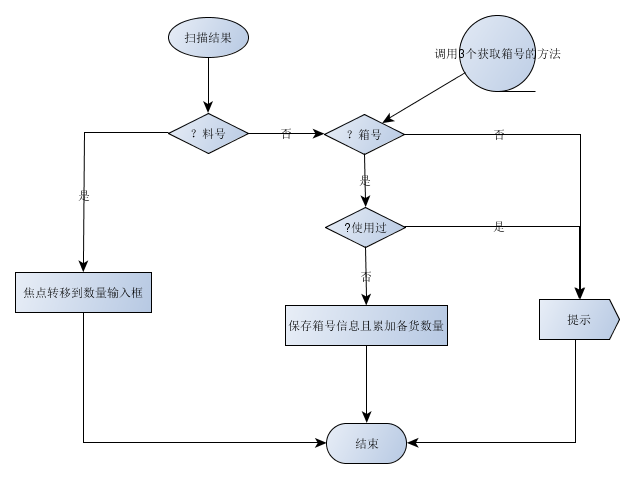 扫描结果
调用3个获取箱号的方法
？料号
否
？箱号
否
是
是
?使用过
是
否
焦点转移到数量输入框
保存箱号信息且累加备货数量
提示
结束